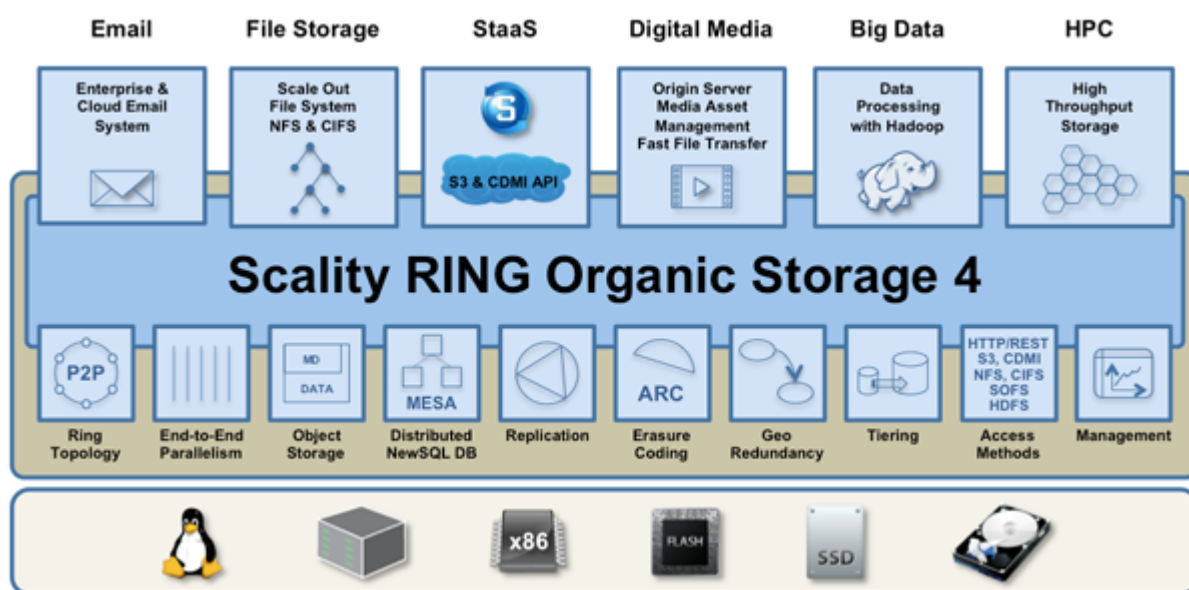 Email
File Storage
StaaS
Digital Media
Big Data
HPC
Enterprise &
Cloud Email
System
Scale Out
File System
NFS & CIFS
S
S3 & CDMI API
Origin Server
Media Asset
Management
Fast File Transfer
Data
Processing
with Hadoop
High
Throughput
Storage
Scality RING Organic Storage 4
P2P
Ring
Topology
End-to-End
Parallelism
MD
DATA
Object
Storage
MESA
Distributed
NewSQL DB
Replication
ARC
Erasure
Coding
Geo
Redundancy
Tiering
HTTP/REST
S3, CDMI
NFS, CIFS
SOFS
HDFS
Access
Methods
Management
x86
FLASH
SSD